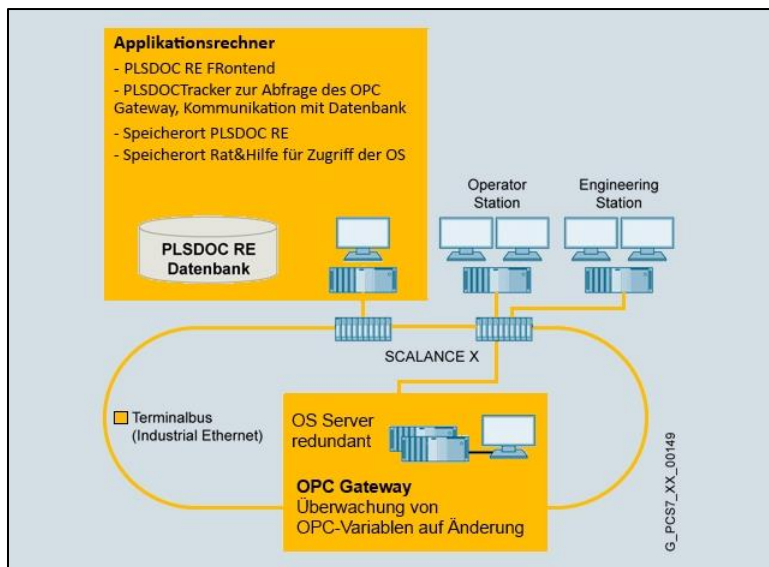 Applikationsrechner
- PLSDOC RE FRontend
- PLSDOCTracker zur Abfrage des OPC
Gateway, Kommunikation mit Datenbank
- Speicherort PLSDOC RE
- Speicherort Rat&Hilfe für Zugriff der OS
PLSDOC RE
Datenbank
Operator
Station
Engineering
Station
SCALANCE X
Terminalbus
(Industrial Ethernet)
OS Server
redundant
OPC Gateway
Überwachung von
OPC-Variablen auf Änderung
G_PCS7_XX_00149